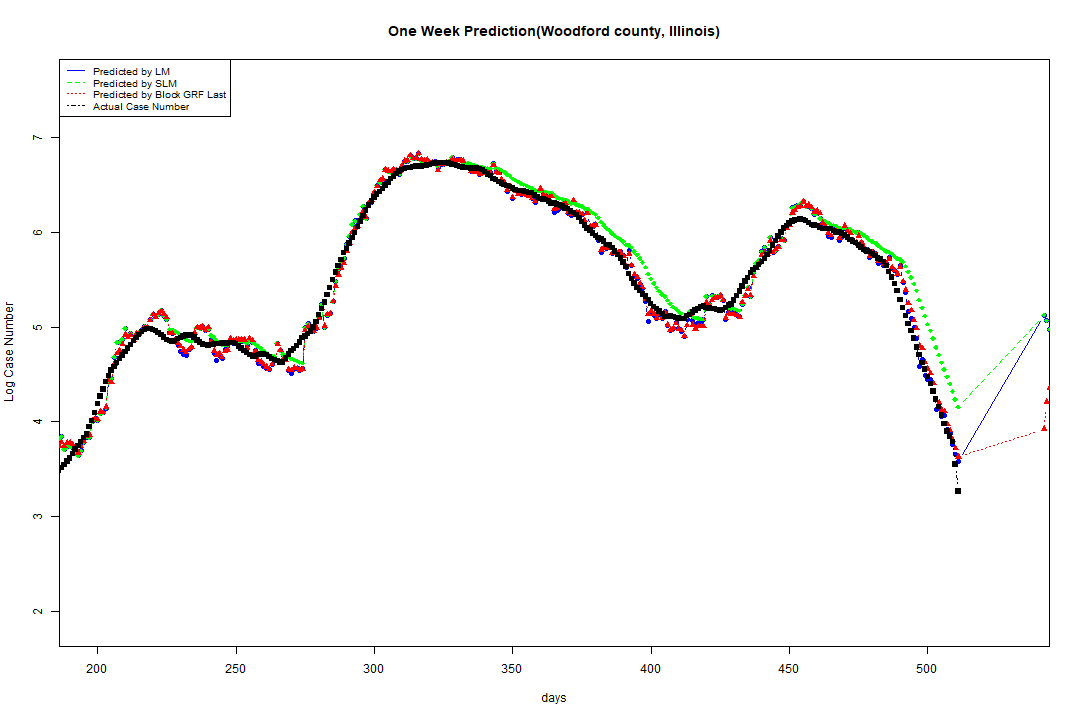 One Week Prediction(Woodford county, Illinois)
Predicted by LM
Predicted by SLM
Predicted by Block GRF Last
Actual Case Number
7
6
5
4
3
2
Log Case Number
200 250 300 350 400 450 500
days